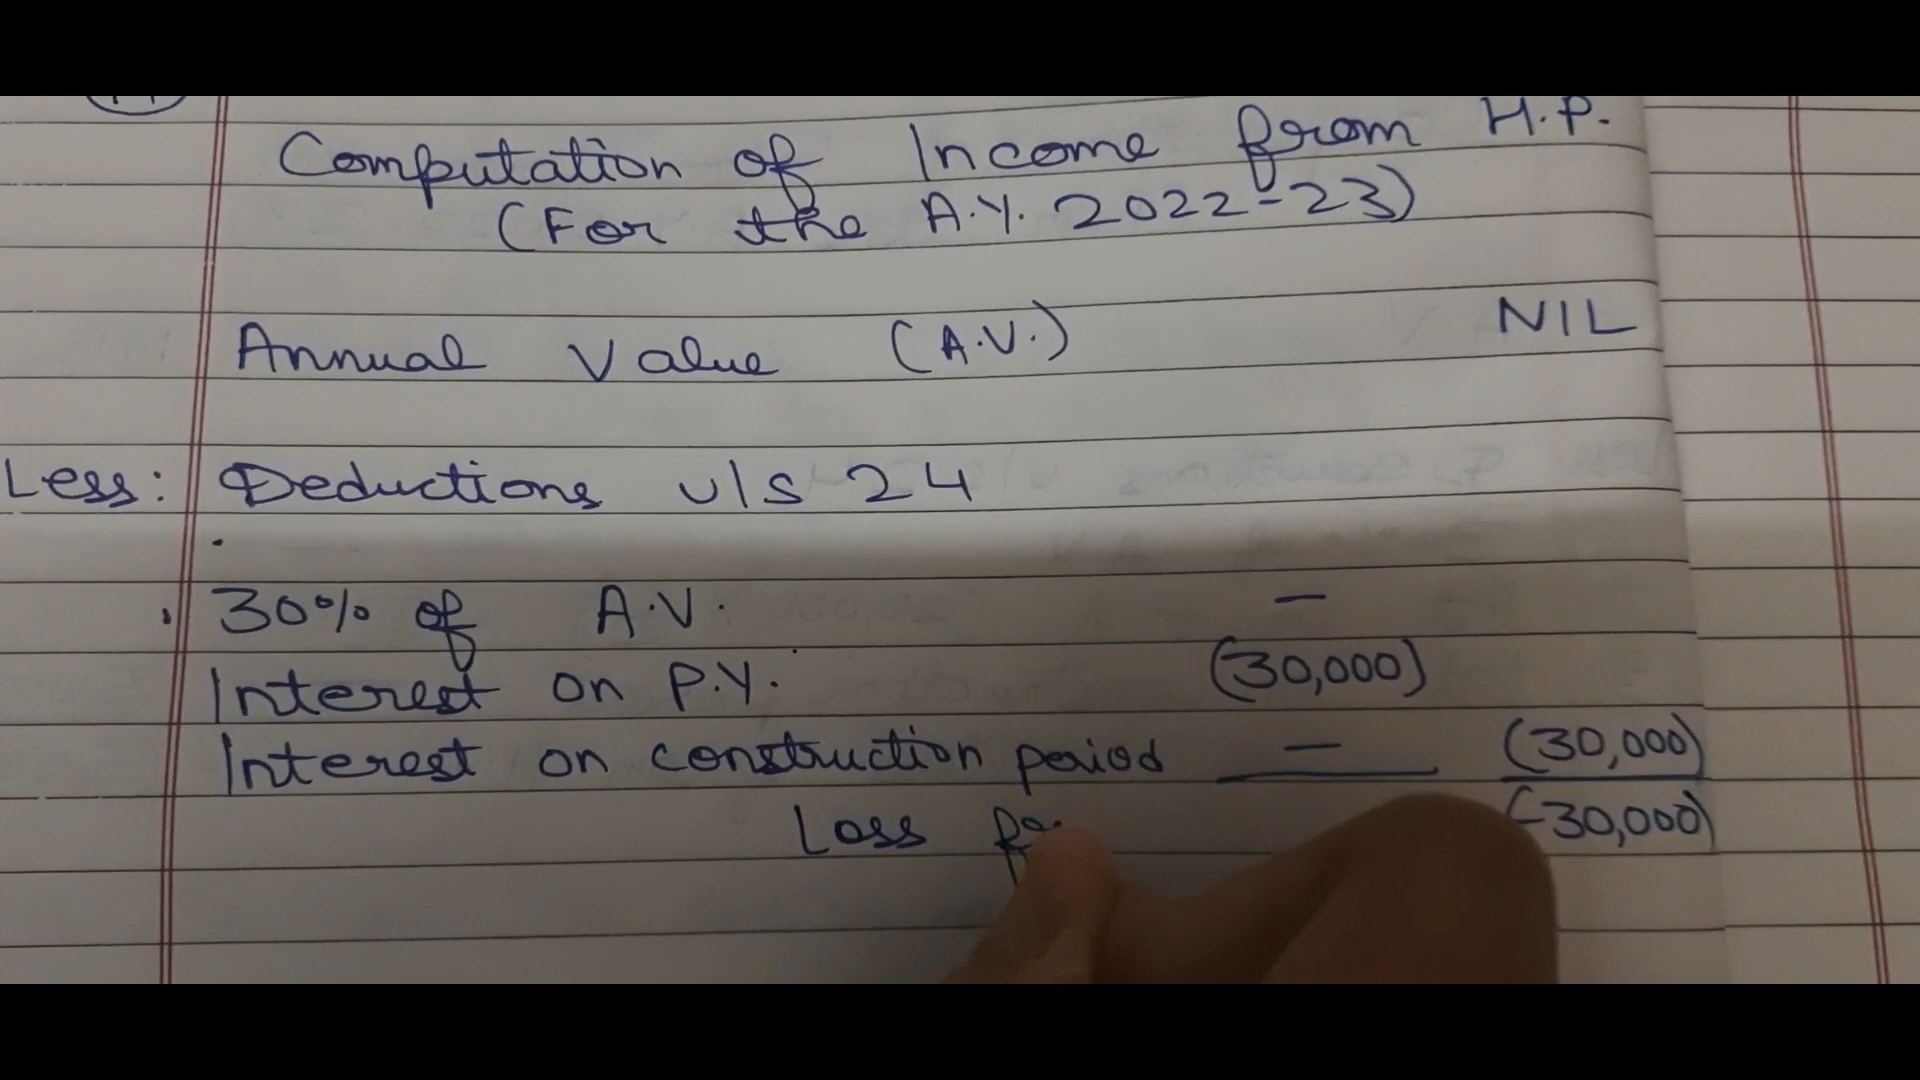 Computation of Income from H.P.
(For the A.Y. 2022-23)
Annual Value (A.V.) NIL
Less: Deductions u/s 24
30% of A.V. —
Interest on P.Y. (30,000)
Interest on construction period — (30,000)
Loss (-30,000)